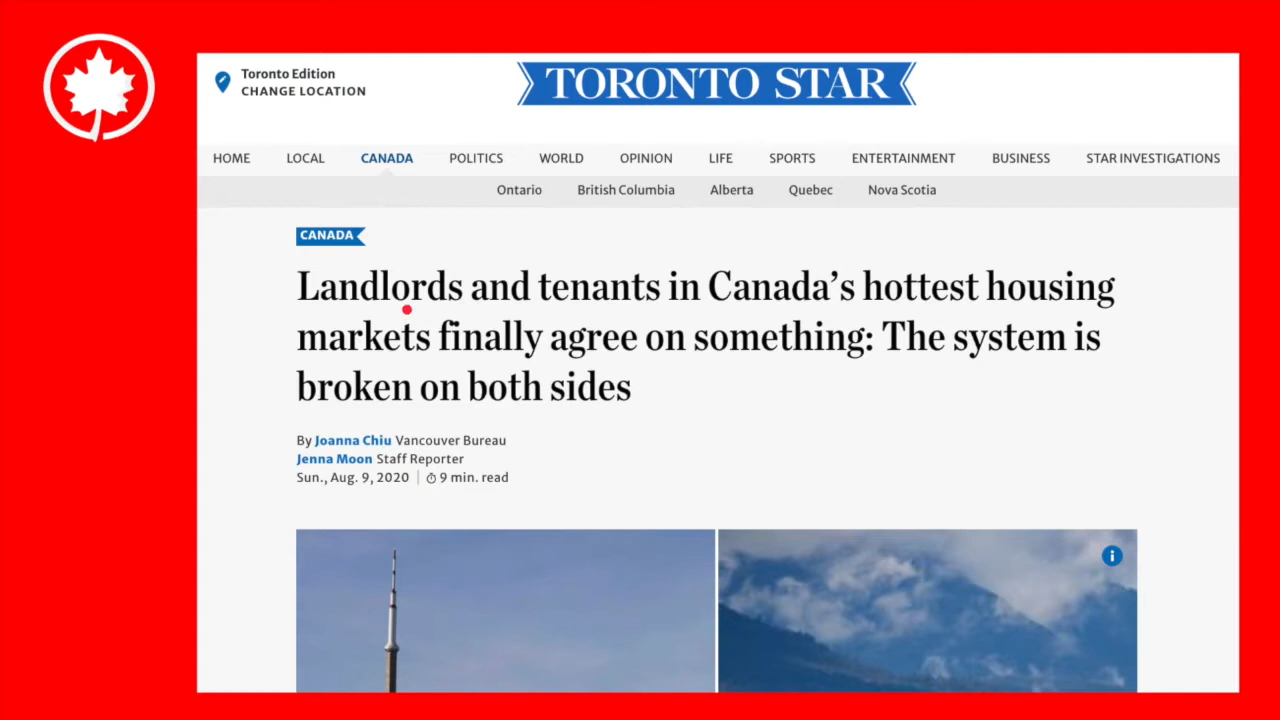 Toronto Edition
CHANGE LOCATION
TORONTO STAR
HOME LOCAL CANADA POLITICS WORLD OPINION LIFE SPORTS ENTERTAINMENT BUSINESS STAR INVESTIGATIONS
Ontario British Columbia Alberta Quebec Nova Scotia
CANADA
Landlords and tenants in Canada’s hottest housing
markets finally agree on something: The system is
broken on both sides
By Joanna Chiu Vancouver Bureau
Jenna Moon Staff Reporter
Sun., Aug. 9, 2020 | 9 min. read
i